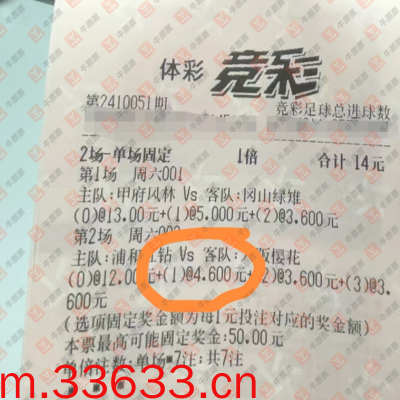 体彩 竞彩
第2410051期 竞彩足球总进球数
2场-单场固定 1倍 合计 14元
第1场 周六001
主队:甲府风林 Vs 客队:冈山绿雉
(0)@13.00元+(1)@5.000元+(2)@3.600元
第2场 周六002
主队:浦和红钻 Vs 客队:大阪樱花
(0)@12.00元+(1)@4.600元+(2)@3.600元+(3)@3.
600元
(选项固定奖金额为每1元投注对应的奖金额)
本票最高可能固定奖金:50.00元
单倍注数:单场*7注;共7注
m.33633.cn